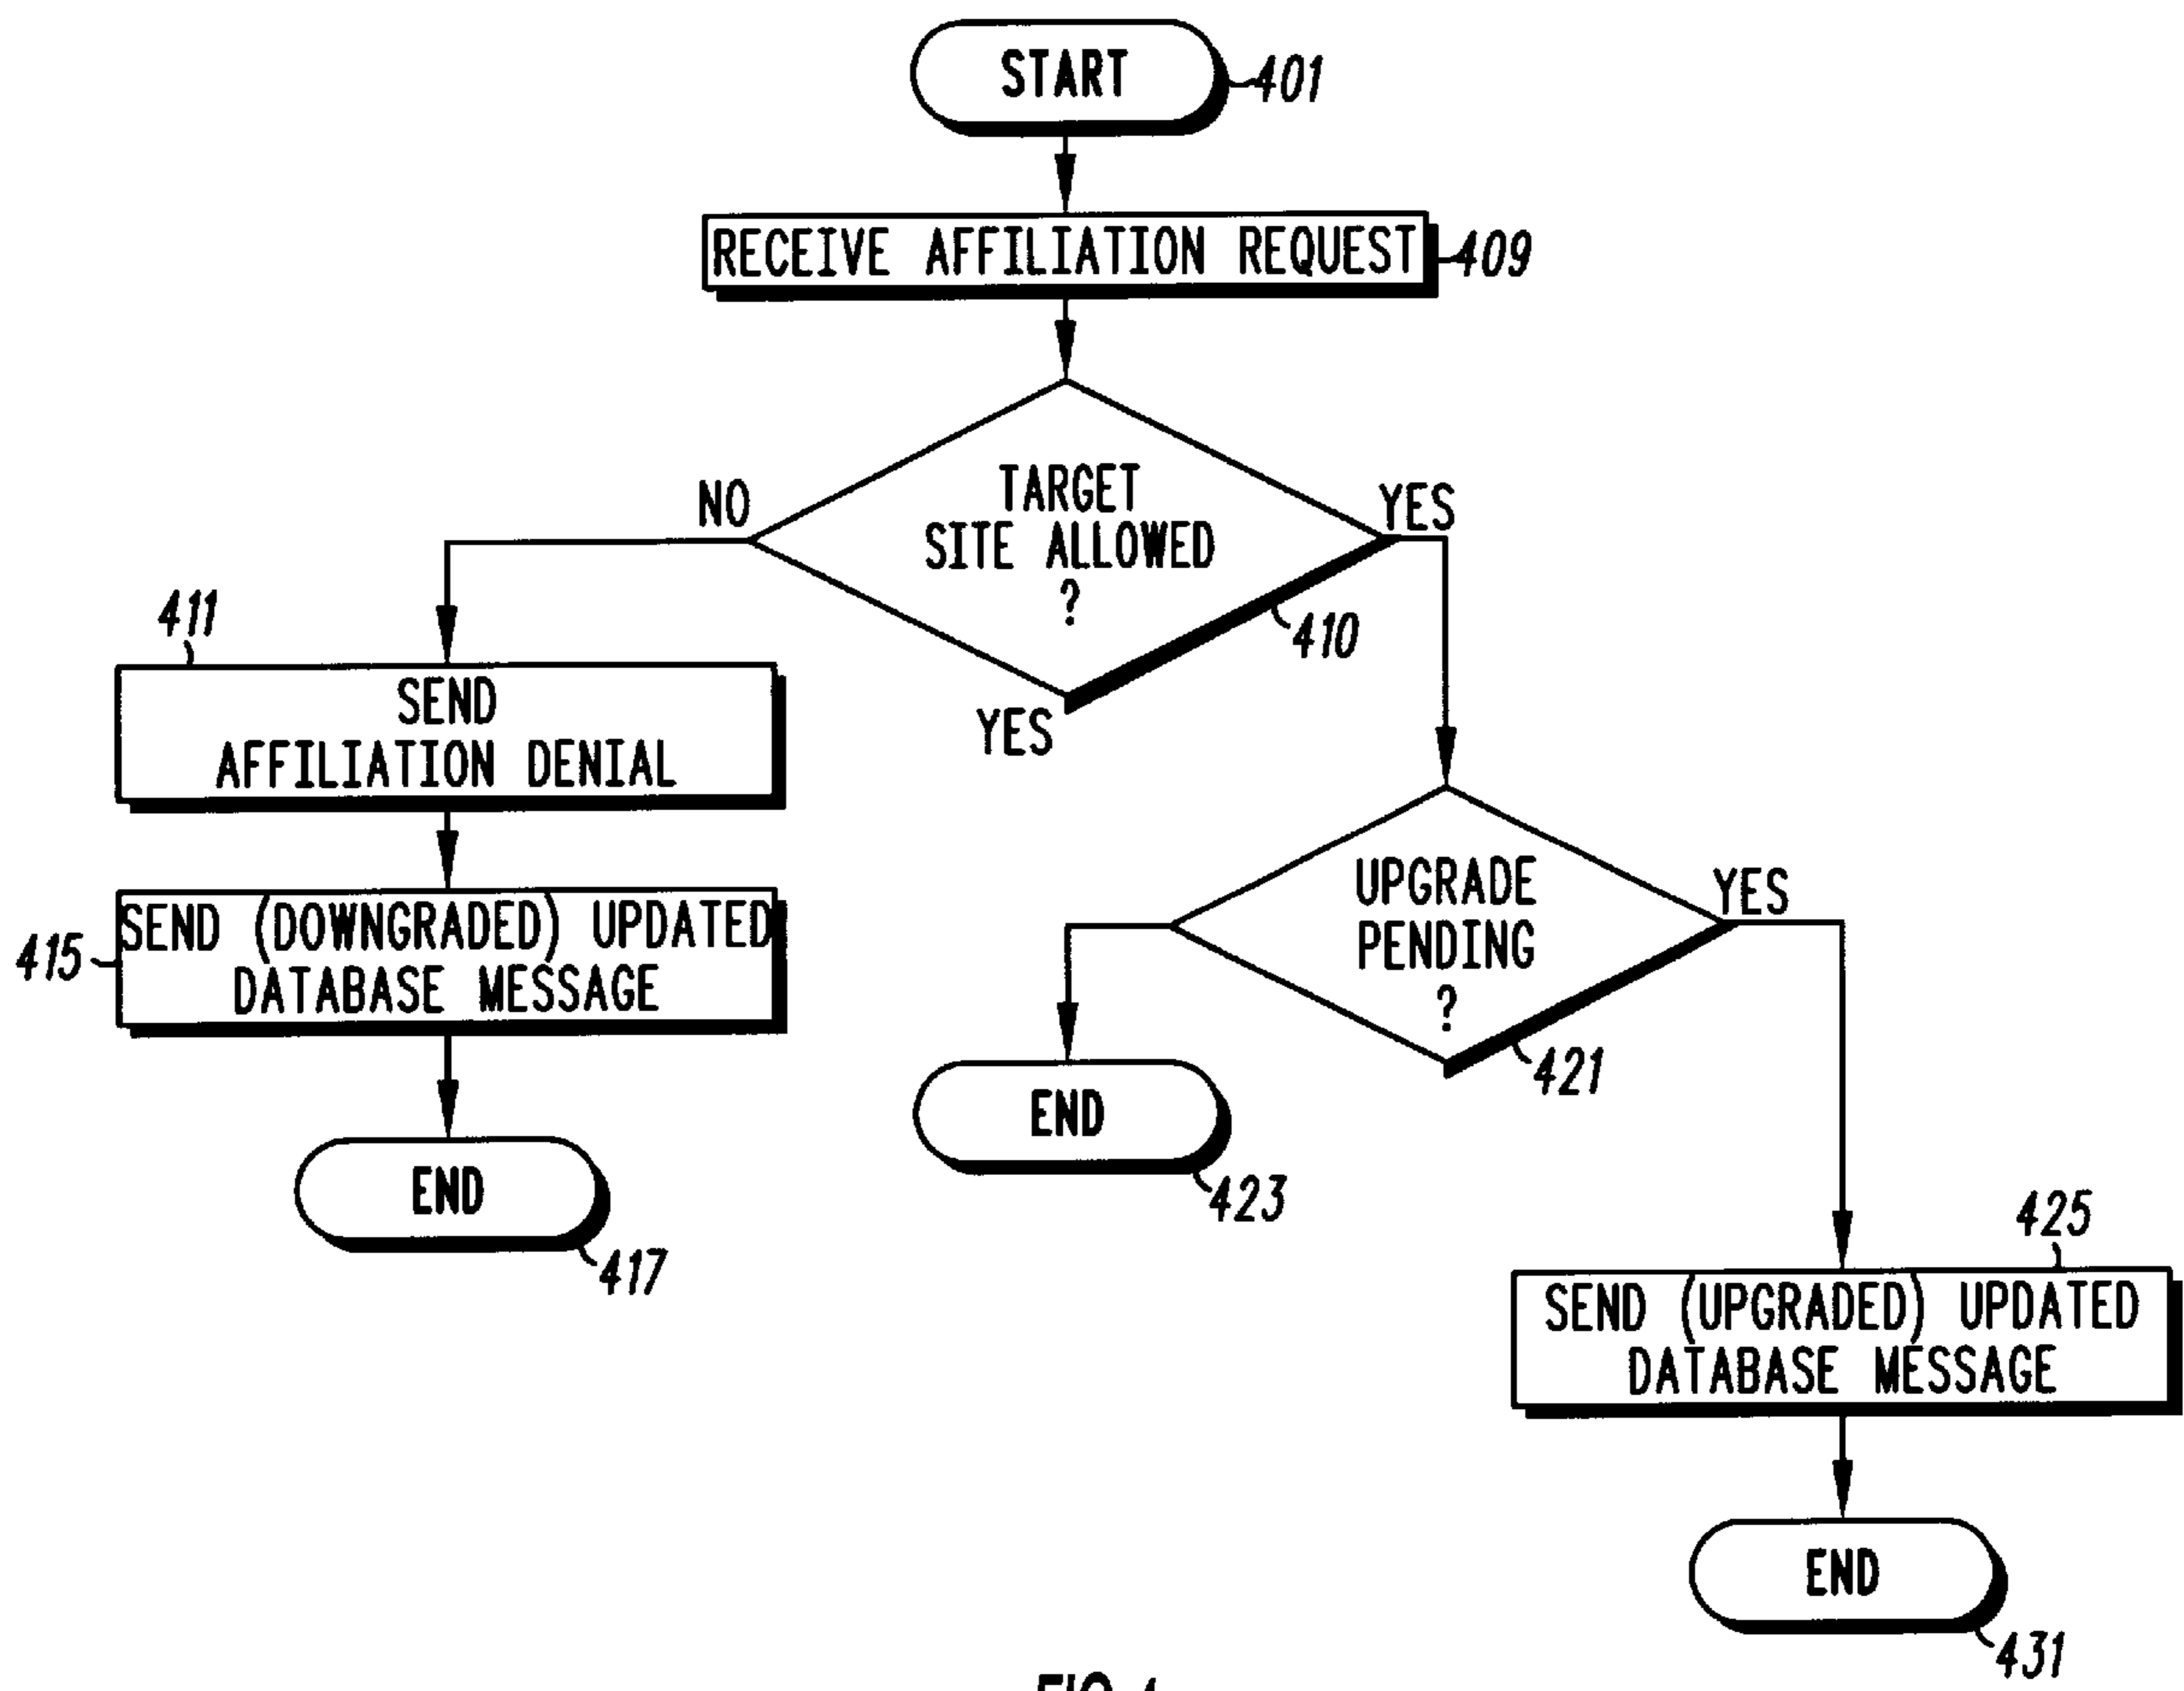 START
401
RECEIVE AFFILIATION REQUEST
409
TARGET
SITE ALLOWED
?
NO
YES
410
YES
411
SEND
AFFILIATION DENIAL
SEND (DOWNGRADED) UPDATED
DATABASE MESSAGE
415
END
417
UPGRADE
PENDING
?
YES
421
END
423
425
SEND (UPGRADED) UPDATED
DATABASE MESSAGE
END
431